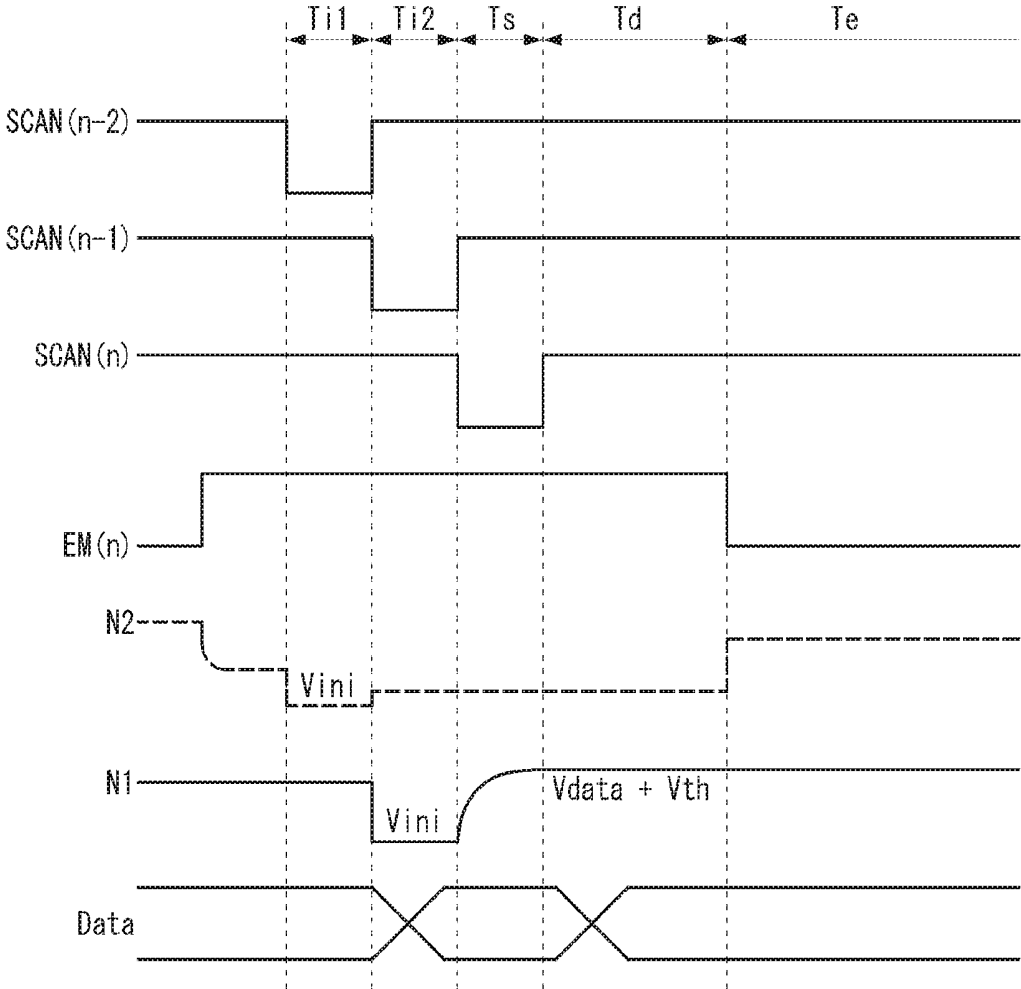 Ti1 Ti2 Ts Td Te
SCAN(n-2)
SCAN(n-1)
SCAN(n)
EM(n)
N2
Vini
N1
Vdata + Vth
Vini
Data